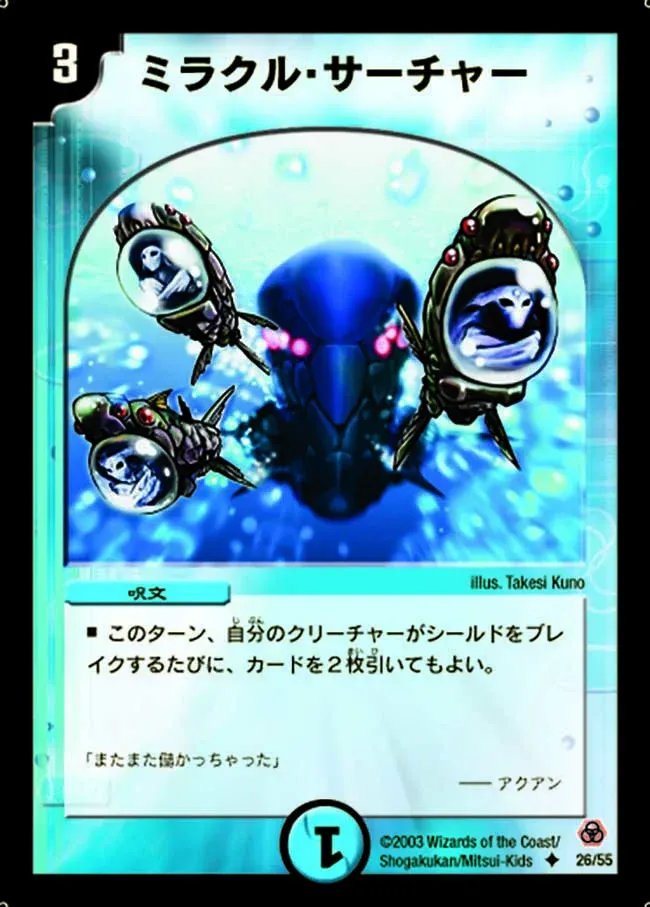 3
ミラクル・サーチャー
illus. Takesi Kuno
呪文
■ このターン、自分のクリーチャーがシールドをブレ
イクするたびに、カードを2枚引いてもよい。
「またまた儲かっちゃった」
―― アクアン
1
©2003 Wizards of the Coast/
Shogakukan/Mitsui-Kids ♦ 26/55